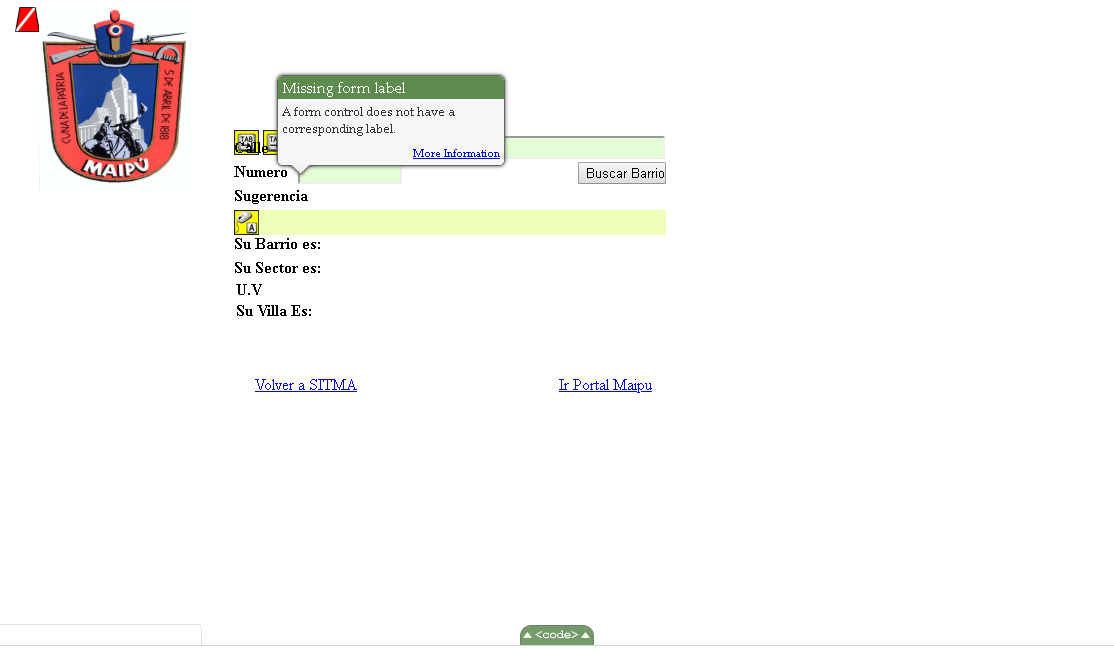 CUNA DE LA PATRIA
5 DE ABRIL DE 1818
MAIPÚ
Missing form label
A form control does not have a
corresponding label.
More Information
TAB
TA
Calle
Numero
Buscar Barrio
Sugerencia
A
Su Barrio es:
Su Sector es:
U.V
Su Villa Es:
Volver a SITMA
Ir Portal Maipu
<code>